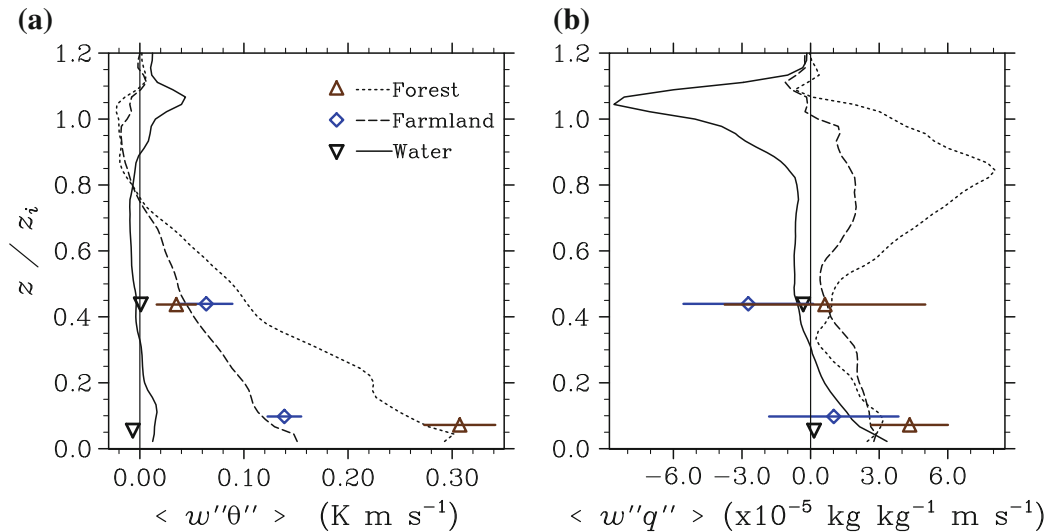 (a)
(b)
1.2
1.0
0.8
0.6
0.4
0.2
0.0
z / z_i
0.00 0.10 0.20 0.30
< w''θ'' > (K m s⁻¹)
Forest
Farmland
Water
1.2
1.0
0.8
0.6
0.4
0.2
0.0
−6.0 −3.0 0.0 3.0 6.0
< w''q'' > (x10⁻⁵ kg kg⁻¹ m s⁻¹)